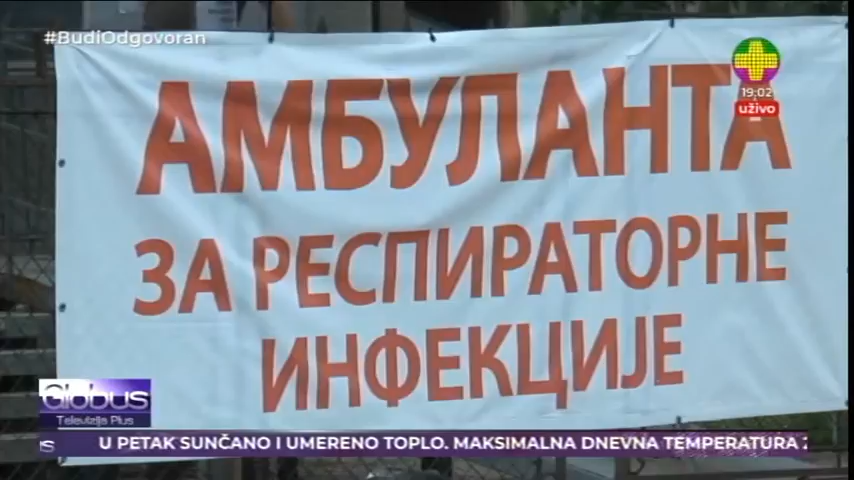 #BudiOdgovoran
19:02
uživo
АМБУЛАНТА
ЗА РЕСПИРАТОРНЕ
ИНФЕКЦИЈЕ
Globus
Televizija Plus
U PETAK SUNČANO I UMERENO TOPLO. MAKSIMALNA DNEVNA TEMPERATURA